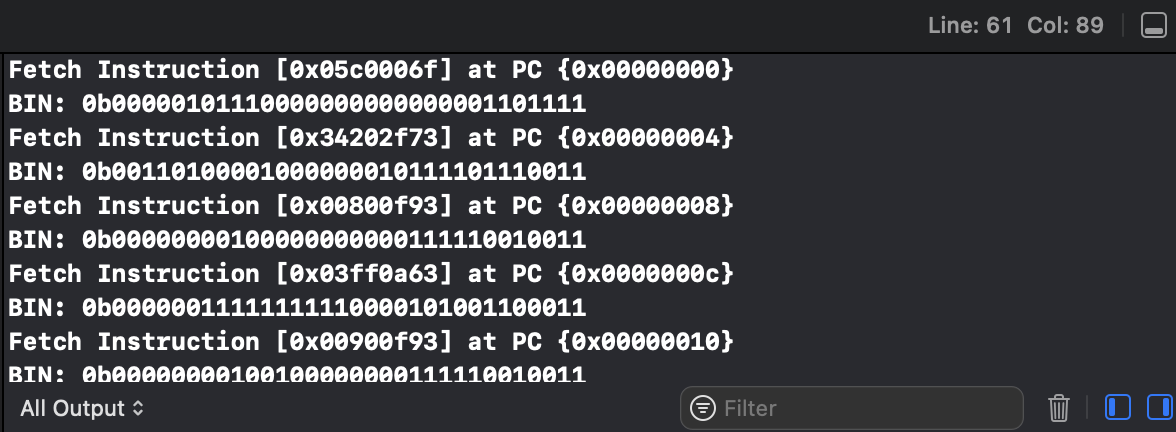 Line: 61 Col: 89
Fetch Instruction [0x05c0006f] at PC {0x00000000}
BIN: 0b00000101110000000000000001101111
Fetch Instruction [0x34202f73] at PC {0x00000004}
BIN: 0b00110100001000000010111101110011
Fetch Instruction [0x00800f93] at PC {0x00000008}
BIN: 0b00000000100000000000111110010011
Fetch Instruction [0x03ff0a63] at PC {0x0000000c}
BIN: 0b00000011111111110000101001100011
Fetch Instruction [0x00900f93] at PC {0x00000010}
BIN: 0b00000000100100000000111110010011
All Output
Filter